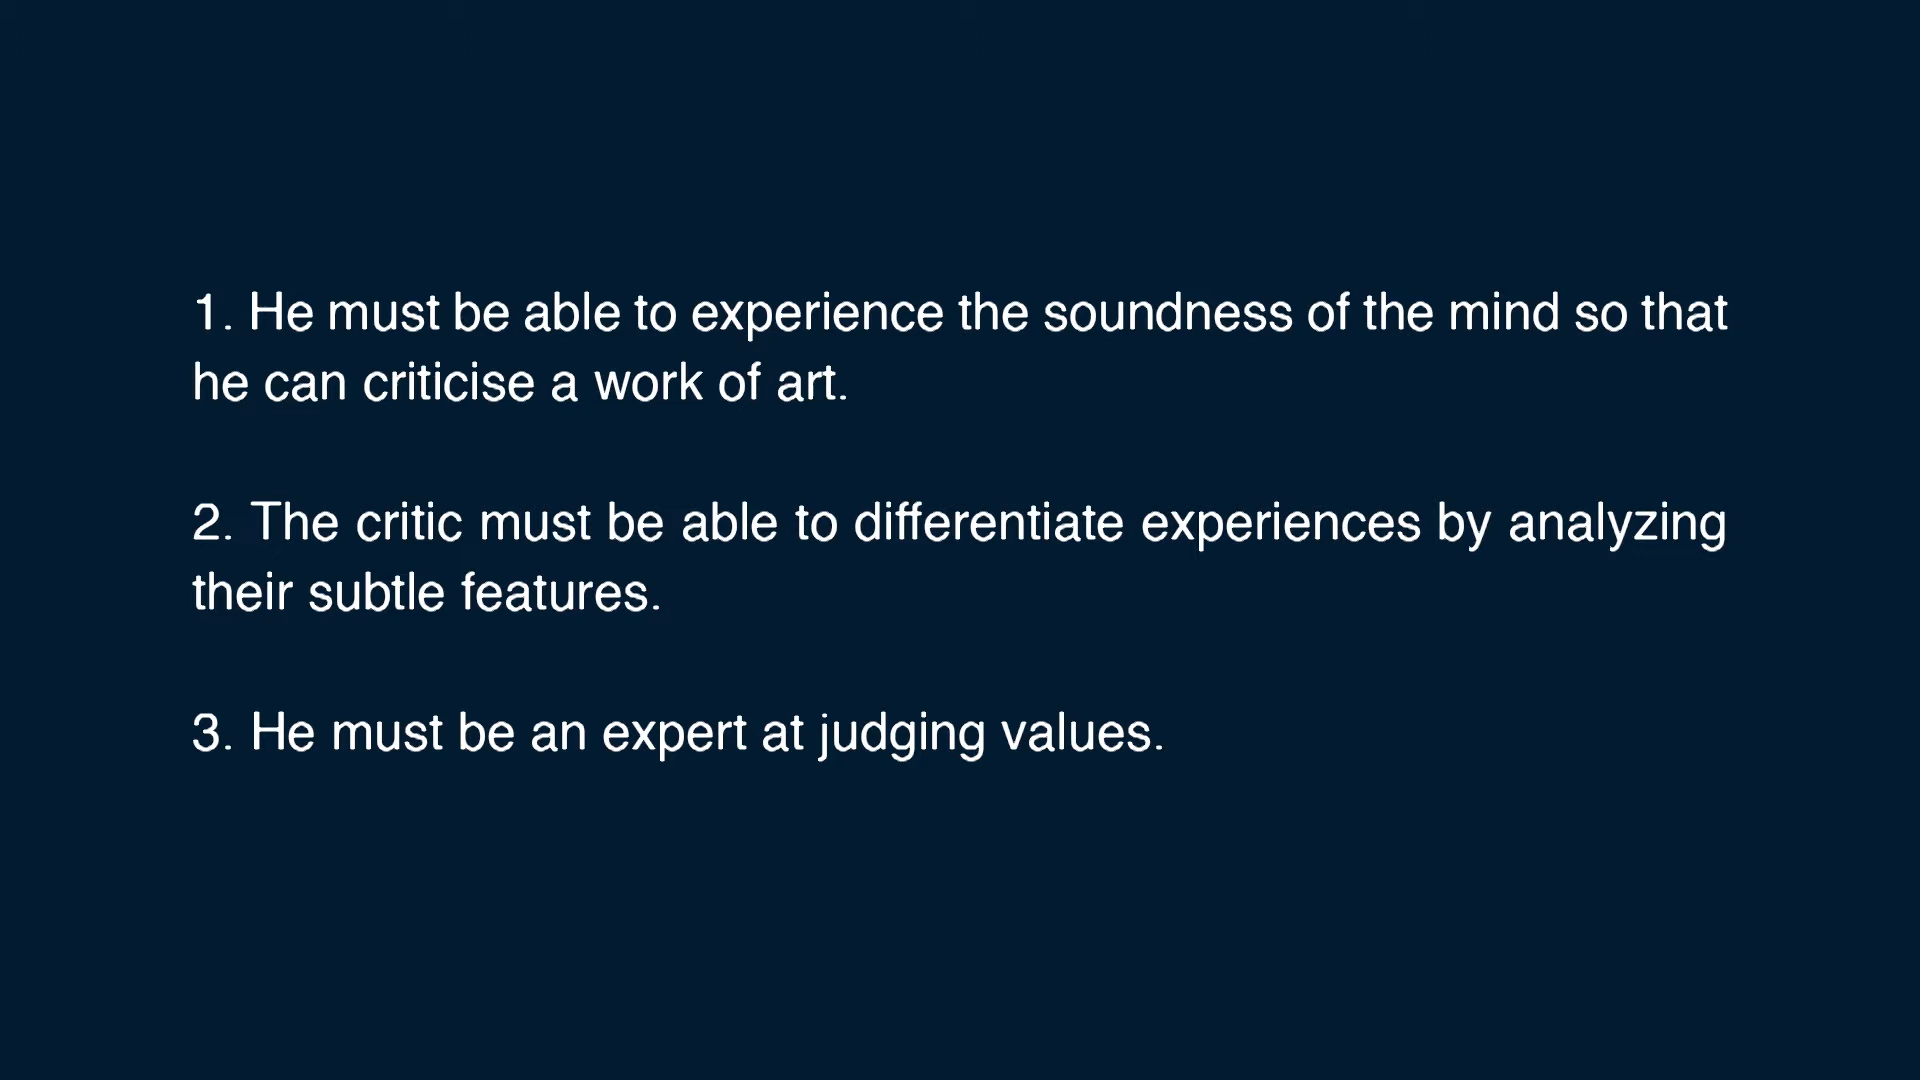 1. He must be able to experience the soundness of the mind so that
he can criticise a work of art.
2. The critic must be able to differentiate experiences by analyzing
their subtle features.
3. He must be an expert at judging values.